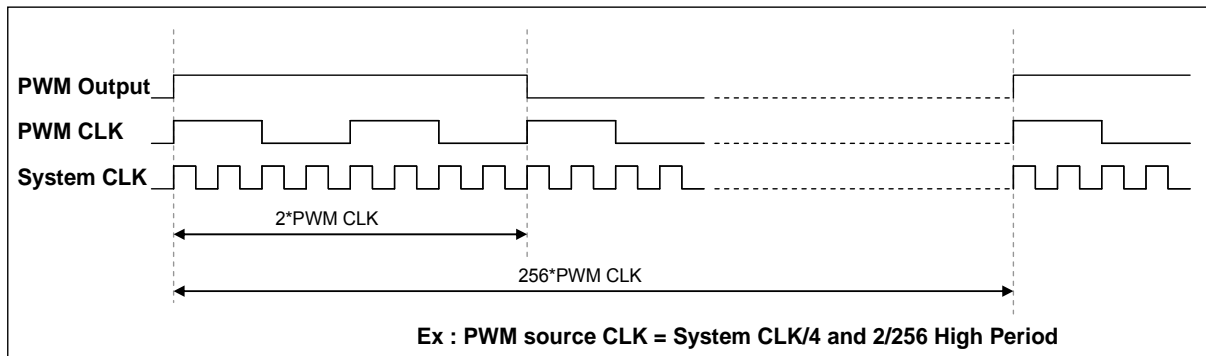 PWM Output
PWM CLK
System CLK
2*PWM CLK
256*PWM CLK
Ex : PWM source CLK = System CLK/4 and 2/256 High Period